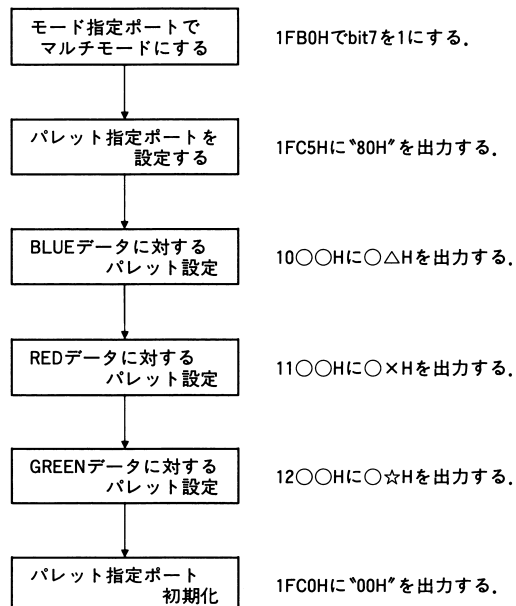 モード指定ポートで
マルチモードにする
1FB0Hでbit7を1にする.
パレット指定ポートを
設定する
1FC5Hに〝80H〞を出力する.
BLUEデータに対する
パレット設定
10○○Hに○△Hを出力する.
REDデータに対する
パレット設定
11○○Hに○×Hを出力する.
GREENデータに対する
パレット設定
12○○Hに○☆Hを出力する.
パレット指定ポート
初期化
1FC0Hに〝00H〞を出力する.